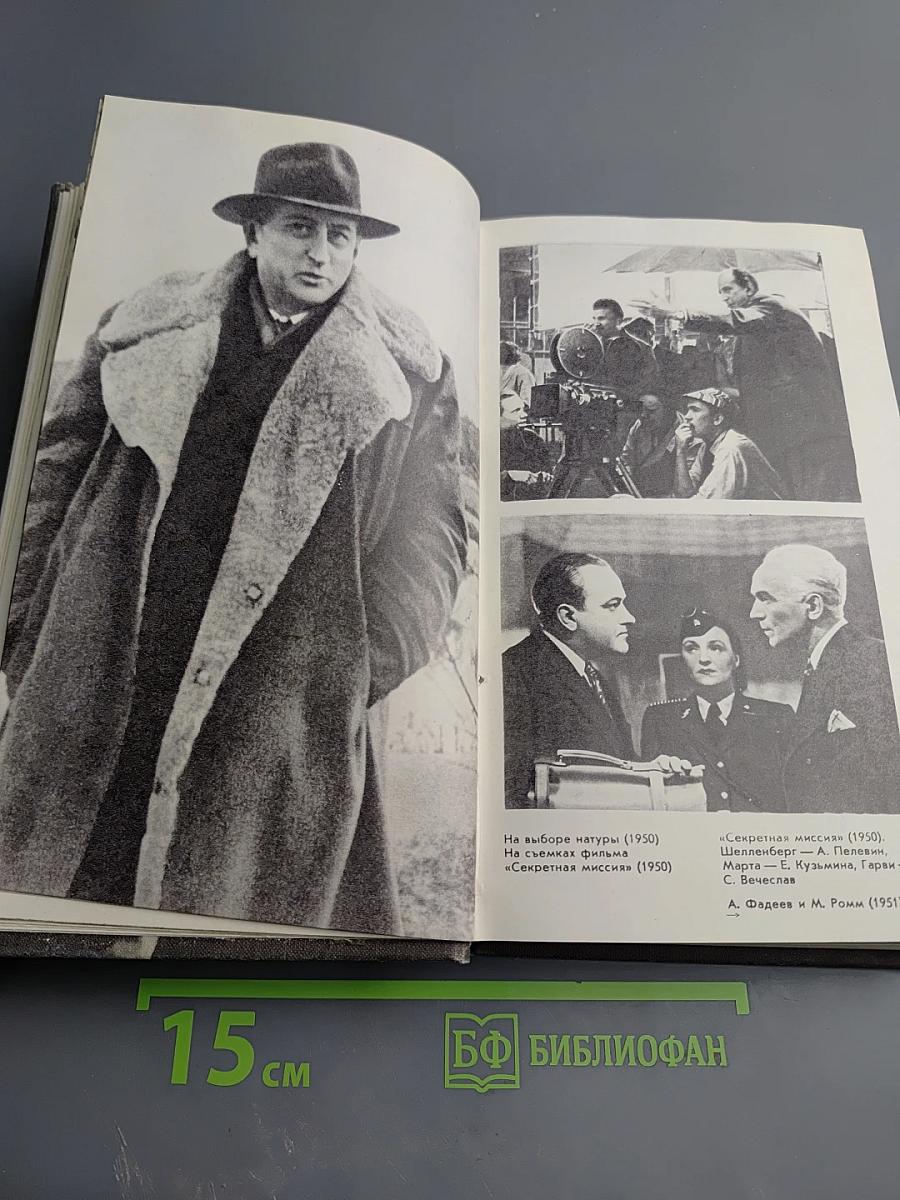 На выборе натуры (1950)
На съемках фильма
«Секретная миссия» (1950)
«Секретная миссия» (1950).
Шелленберг — А. Пелевин,
Марта — Е. Кузьмина, Гарви -
С. Вечеслав
А. Фадеев и М. Ромм (1951)
→
15 см
БФ БИБЛИОФАН